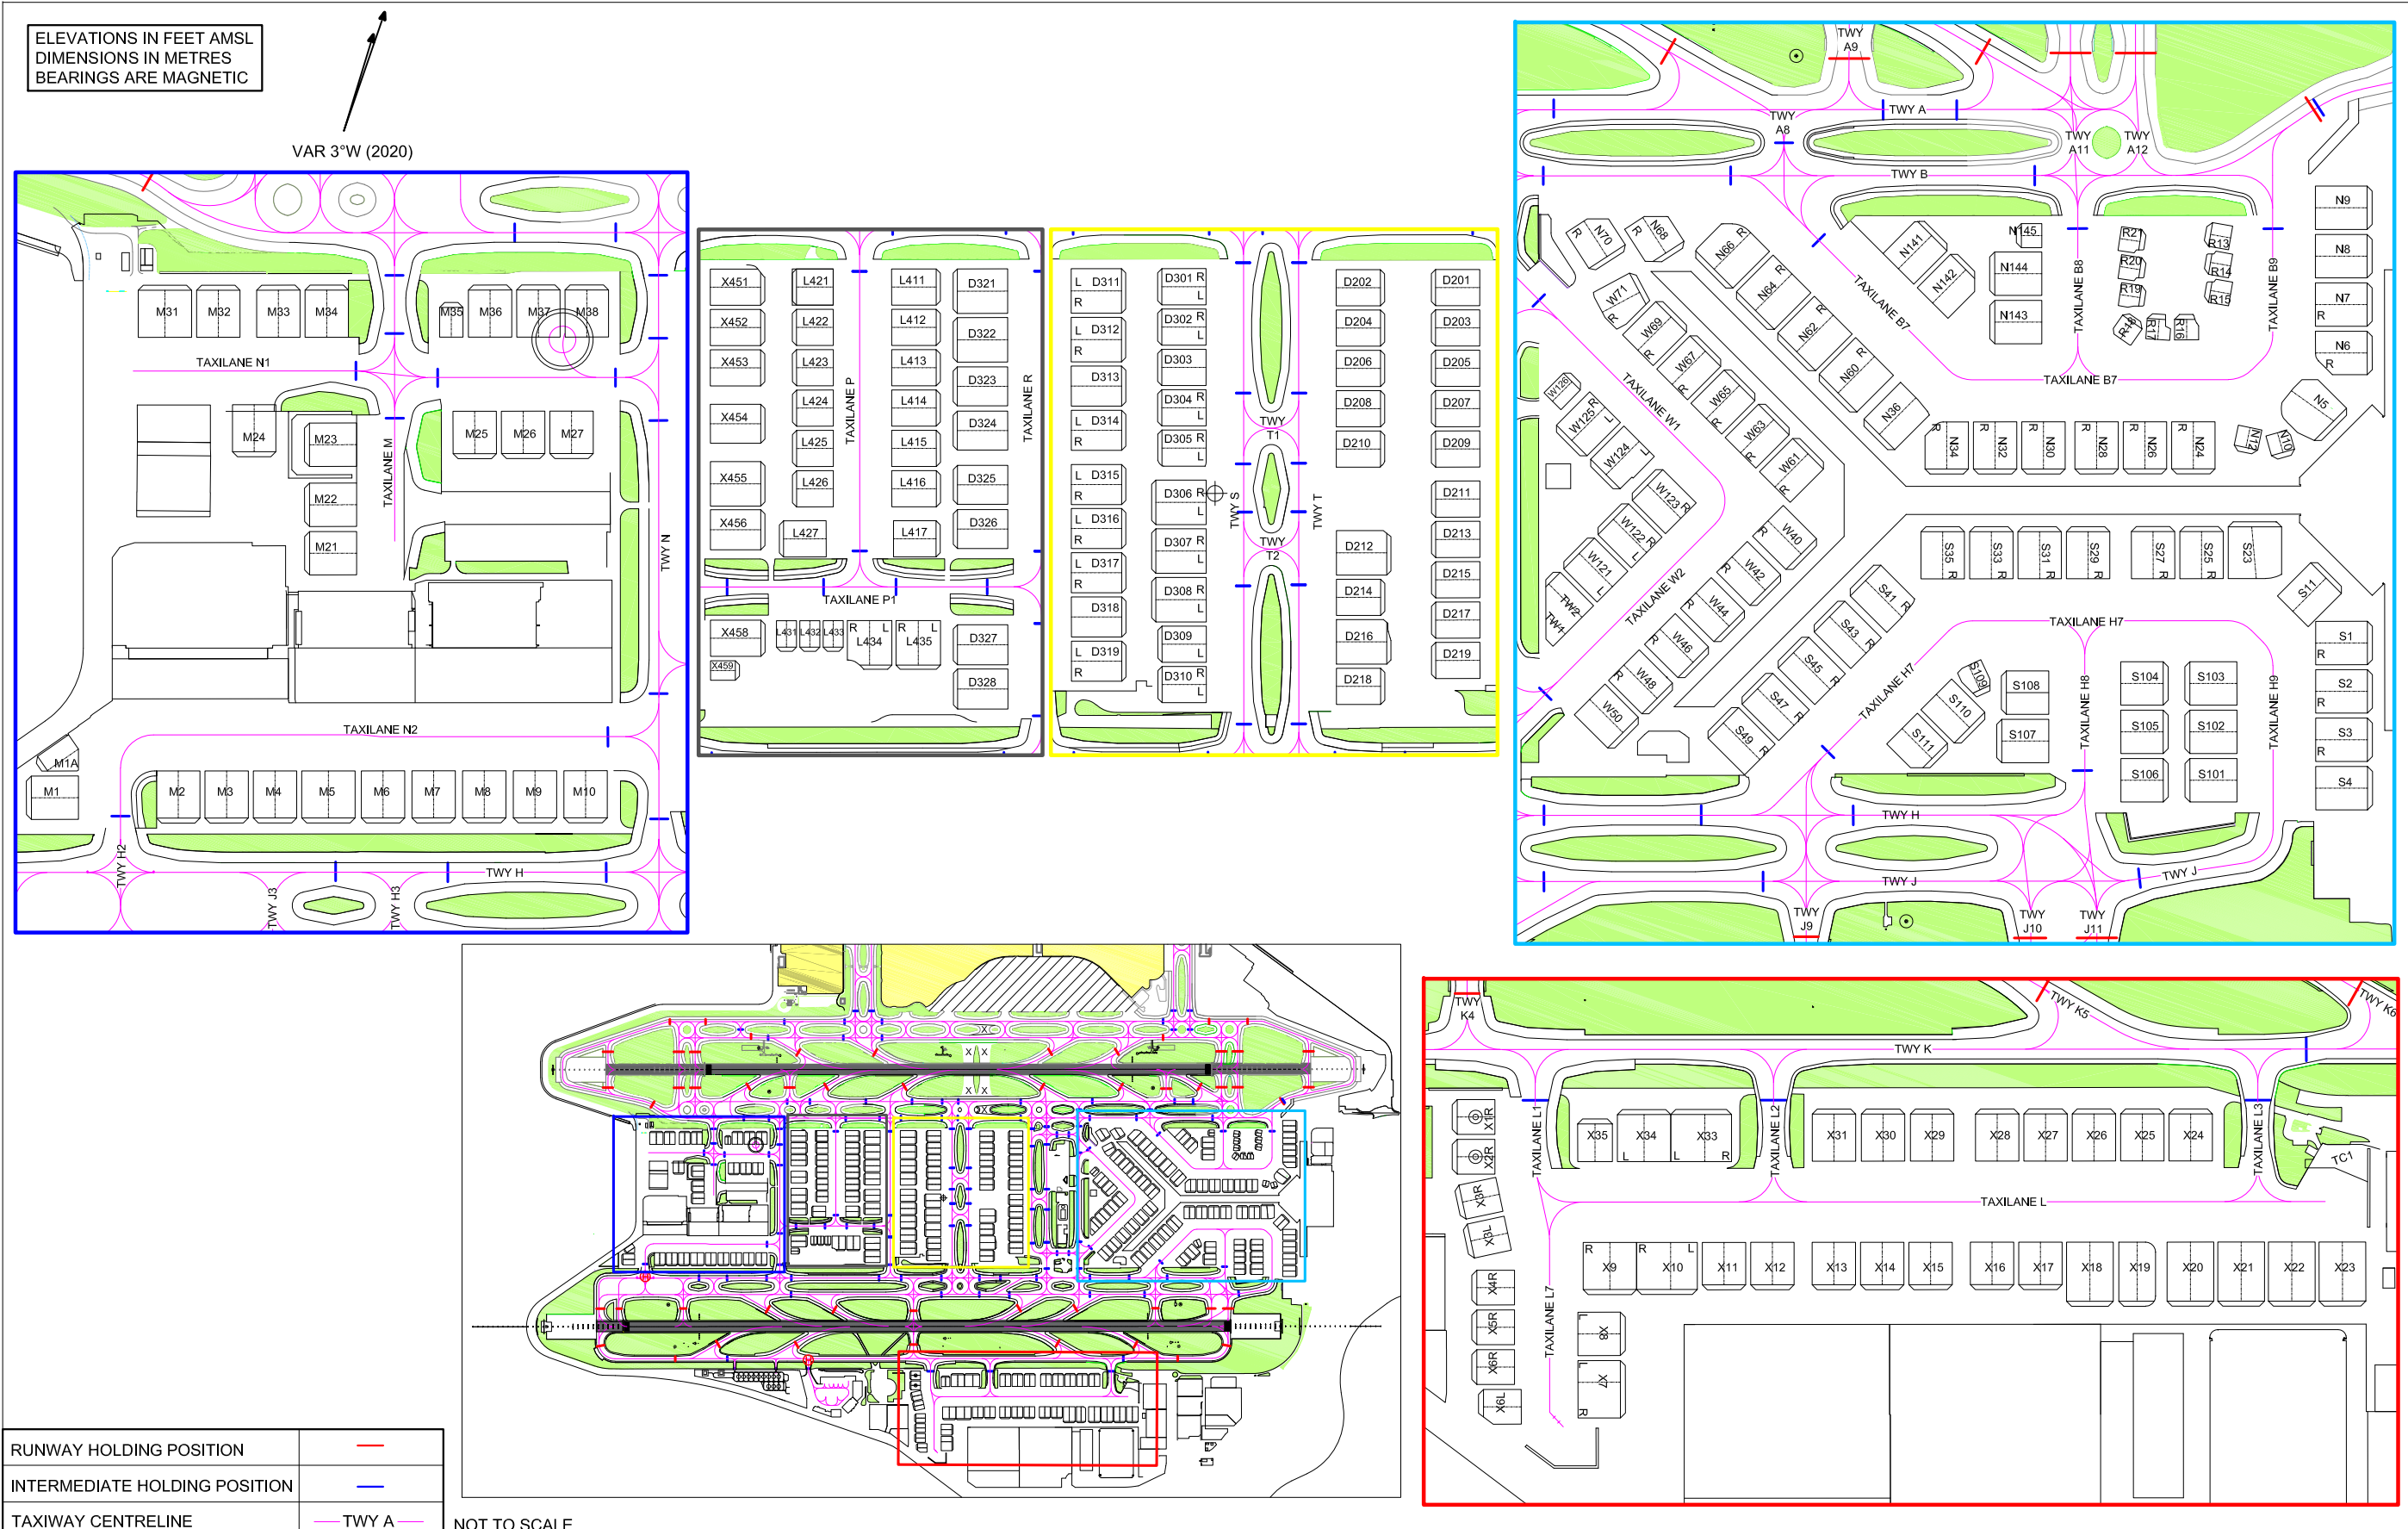 ELEVATIONS IN FEET AMSL
DIMENSIONS IN METRES
BEARINGS ARE MAGNETIC
VAR 3°W (2020)
M31 M32 M33 M34 M35 M36 M37 M38
TAXILANE N1
M24 M23 M25 M26 M27
TAXILANE M
M22
M21
TWY N
TAXILANE N2
M1A
M1 M2 M3 M4 M5 M6 M7 M8 M9 M10
TWY H2
TWY H
TWY J3
TWY H3
X451 L421 L411 D321
X452 L422 L412 D322
X453 L423 L413 D323
X454 L424 L414 D324
L425 L415
X455 L426 L416 D325
X456 L427 L417 D326
TAXILANE P
TAXILANE R
TAXILANE P1
X458 L431 L432 L433 R L L434 R L L435 D327
X459 D328
L D311 R D301 R L D202 D201
L D312 R D302 R L D204 D203
D313 D303 D206 D205
L D314 R D304 R L D208 D207
D305 R L D210 D209
L D315 R D306 R L D211
L D316 R D307 R L D212 D213
L D317 R D308 R L D214 D215
D318 D309 L D216 D217
L D319 R D310 R L D218 D219
TWY
T1
TWY S
TWY T
TWY
T2
TWY
A9
TWY A
TWY
A8
TWY
A11
TWY
A12
TWY B
N70 R N68 R N66 R N64 R N62 R N60 R N36
N141 N142 N145 N144 N143
R21 R20 R19 R18 R17 R16 R15 R14 R13
N9
N8
N7 R
N6 R
N5
N12 N10
TAXILANE B7
TAXILANE B8
TAXILANE B9
TAXILANE B7
W71 R W69 R W67 R W65 R W63 R W61 R
TAXILANE W1
W126 W125 R L W124 L W123 R W122 R L W121 L TW2 TW4
TAXILANE W2
N34 R N32 R N30 R N28 R N26 R N24 R
W40 R W42 R W44 R W46 R W48 R W50
S35 R S33 R S31 R S29 R S27 R S25 R S23
S11
S41 R S43 R S45 R S47 R S49 R
TAXILANE H7
TAXILANE H7
TAXILANE H8
TAXILANE H9
S109 S108 S110 S107 S111
S104 S103
S105 S102
S106 S101
S1 R
S2 R
S3 R
S4
TWY H
TWY J
TWY J
TWY
J9
TWY
J10
TWY
J11
X X X X X X
TWY
K4
TWY K5
TWY K6
TWY K
TAXILANE L1
TAXILANE L2
TAXILANE L3
X1R
X2R
X3R
X3L
X4R
X5R
X6R
X6L
X35 X34 L X33 L R X31 X30 X29 X28 X27 X26 X25 X24
TC1
TAXILANE L
TAXILANE L7
R X9 R L X10 X11 X12 X13 X14 X15 X16 X17 X18 X19 X20 X21 X22 X23
L X8
L X7 R
RUNWAY HOLDING POSITION
INTERMEDIATE HOLDING POSITION
TAXIWAY CENTRELINE TWY A
NOT TO SCALE